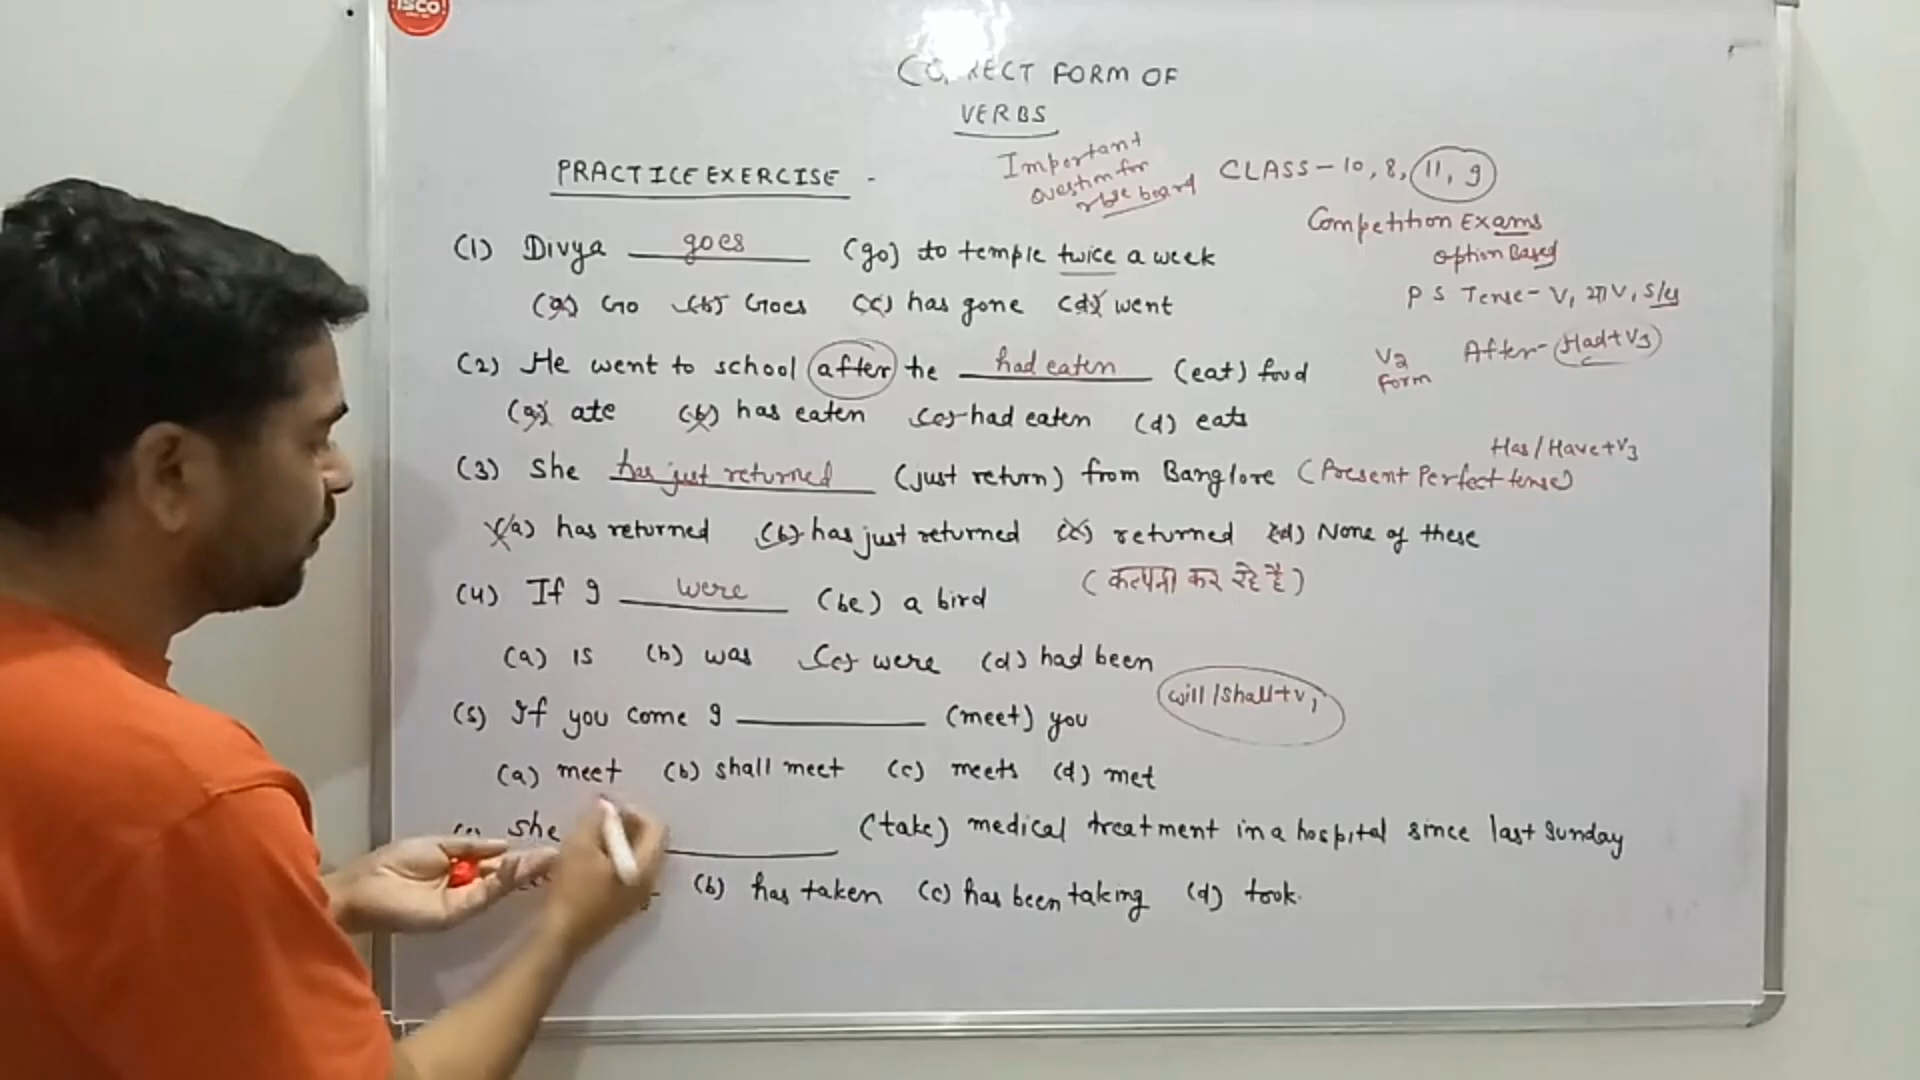 ISCO!
CORRECT FORM OF
VERBS
PRACTICE EXERCISE -
Important
Question for
rbse board
CLASS - 10, 8, 11, 9
Competition Exams
option Based
(1) Divya goes (go) to temple twice a week
(a) Go (b) Goes (c) has gone (d) went
P S Tense - V1 या V1 s/es
(2) He went to school after he had eaten (eat) food
V2
form
After - Had+V3
(a) ate (b) has eaten (c) had eaten (d) eats
Has/Have+V3
(3) She has just returned (just return) from Banglore (Present Perfect tense)
(a) has returned (b) has just returned (c) returned (d) None of these
(4) If I were (be) a bird
(कल्पना कर रहे है)
(a) is (b) was (c) were (d) had been
(5) If you come I ______ (meet) you
will/shall+V1
(a) meet (b) shall meet (c) meets (d) met
She ______ (take) medical treatment in a hospital since last Sunday
(b) has taken (c) has been taking (d) took.